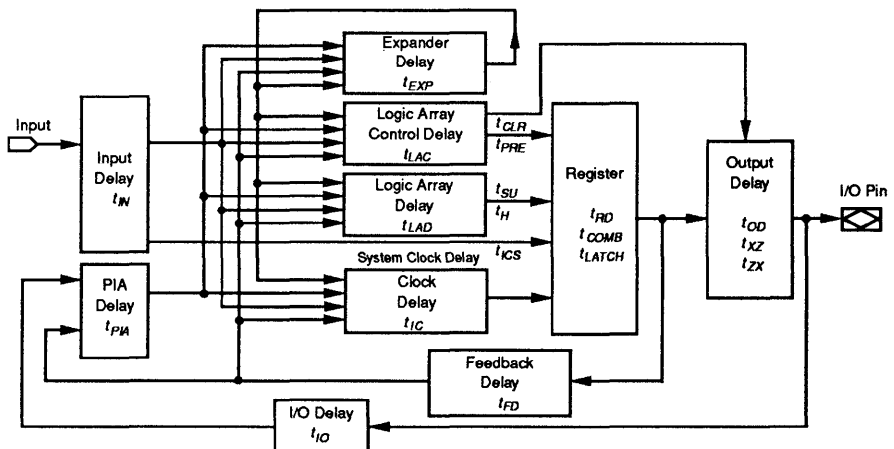 Input
Input
Delay
tIN
PIA
Delay
tPIA
Expander
Delay
tEXP
Logic Array
Control Delay
tLAC
Logic Array
Delay
tLAD
System Clock Delay
Clock
Delay
tIC
tCLR
tPRE
tSU
tH
tICS
Register
tRD
tCOMB
tLATCH
Output
Delay
tOD
tXZ
tZX
I/O Pin
Feedback
Delay
tFD
I/O Delay
tIO